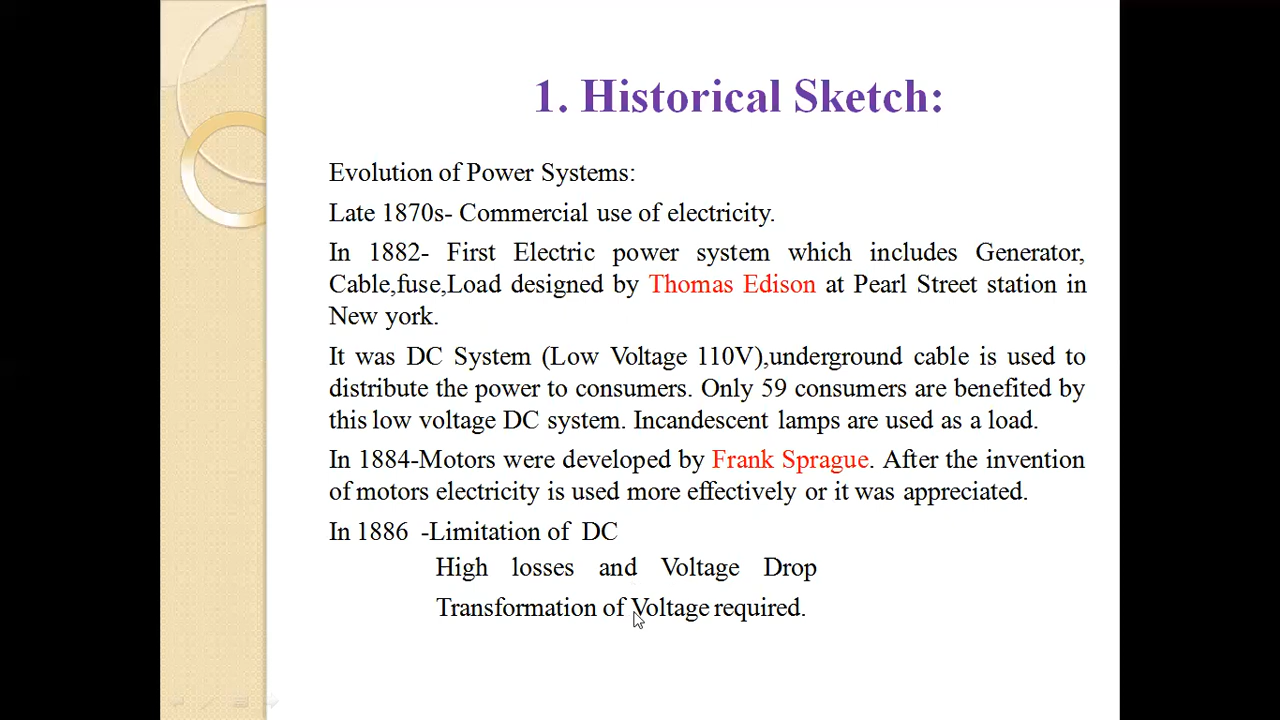 1. Historical Sketch:
Evolution of Power Systems:
Late 1870s- Commercial use of electricity.
In 1882- First Electric power system which includes Generator,
Cable,fuse,Load designed by Thomas Edison at Pearl Street station in
New york.
It was DC System (Low Voltage 110V),underground cable is used to
distribute the power to consumers. Only 59 consumers are benefited by
this low voltage DC system. Incandescent lamps are used as a load.
In 1884-Motors were developed by Frank Sprague. After the invention
of motors electricity is used more effectively or it was appreciated.
In 1886 -Limitation of DC
High losses and Voltage Drop
Transformation of Voltage required.